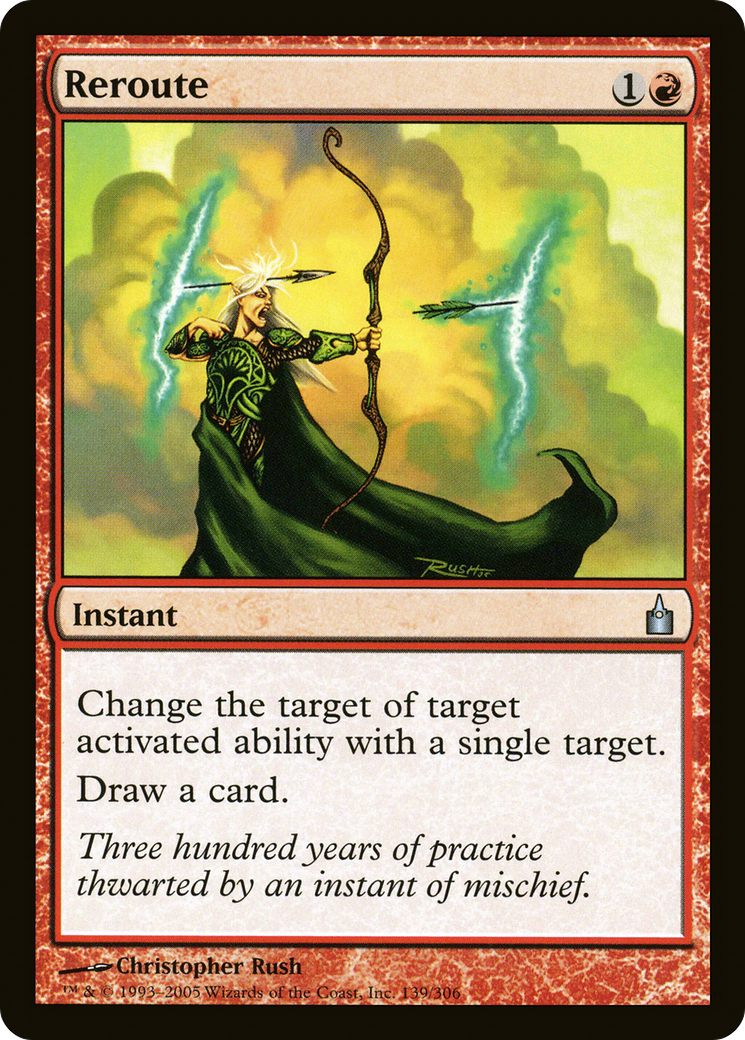 Reroute 1
RUSH 05
Instant
Change the target of target
activated ability with a single target.
Draw a card.
Three hundred years of practice
thwarted by an instant of mischief.
Christopher Rush
™ & © 1993–2005 Wizards of the Coast, Inc. 139/306